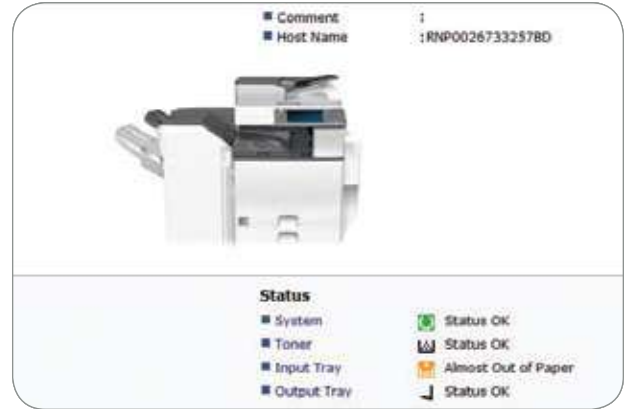 Comment :
Host Name :RNP0026733257BD
Status
System Status OK
Toner Status OK
Input Tray Almost Out of Paper
Output Tray Status OK